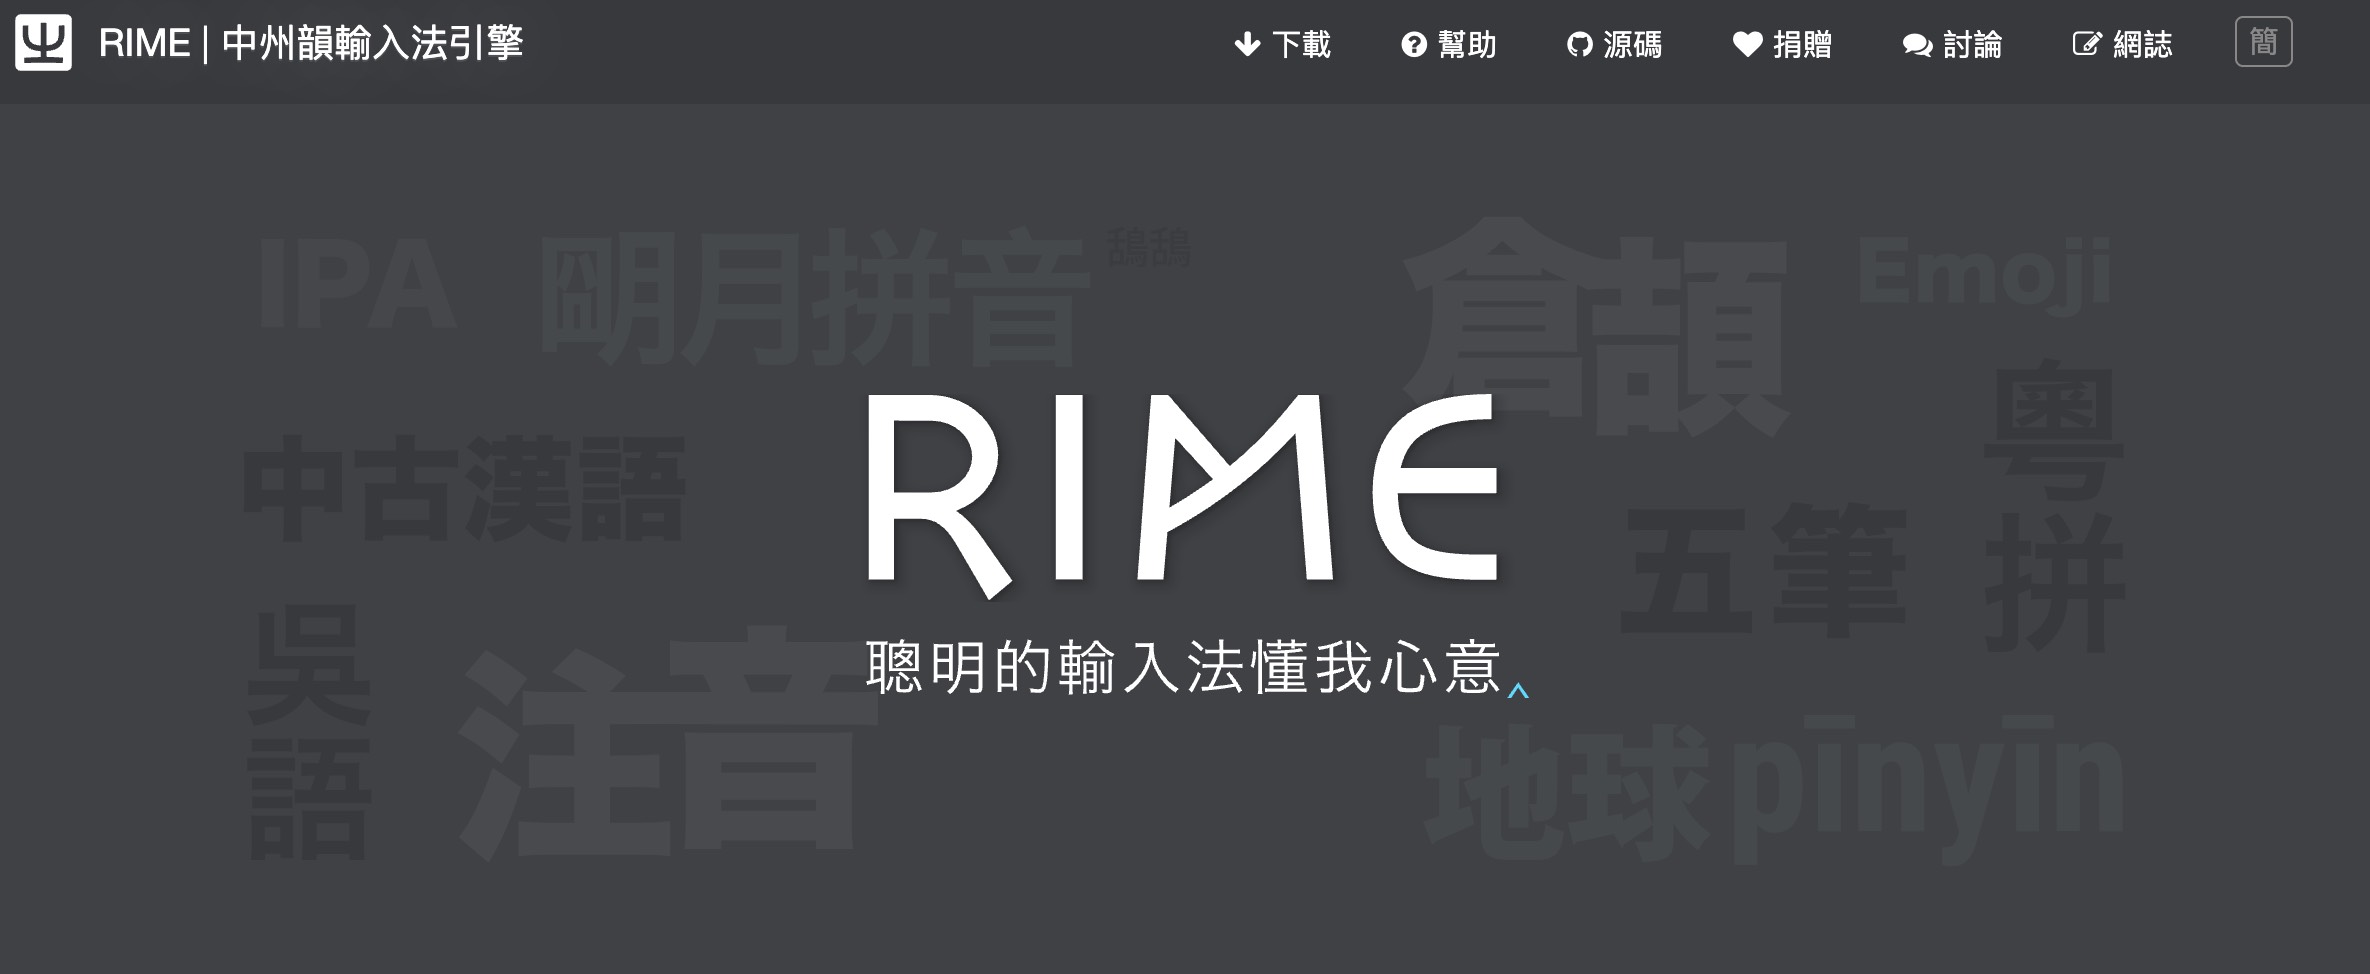 RIME | 中州韻輸入法引擎
下載 幫助 源碼 捐贈 討論 網誌 簡
IPA 朙月拼音 鵠鵠 倉頡 Emoji
粵拼
中古漢語
五筆
RIME
聰明的輸入法懂我心意‸
吳語
注音
地球pīnyīn